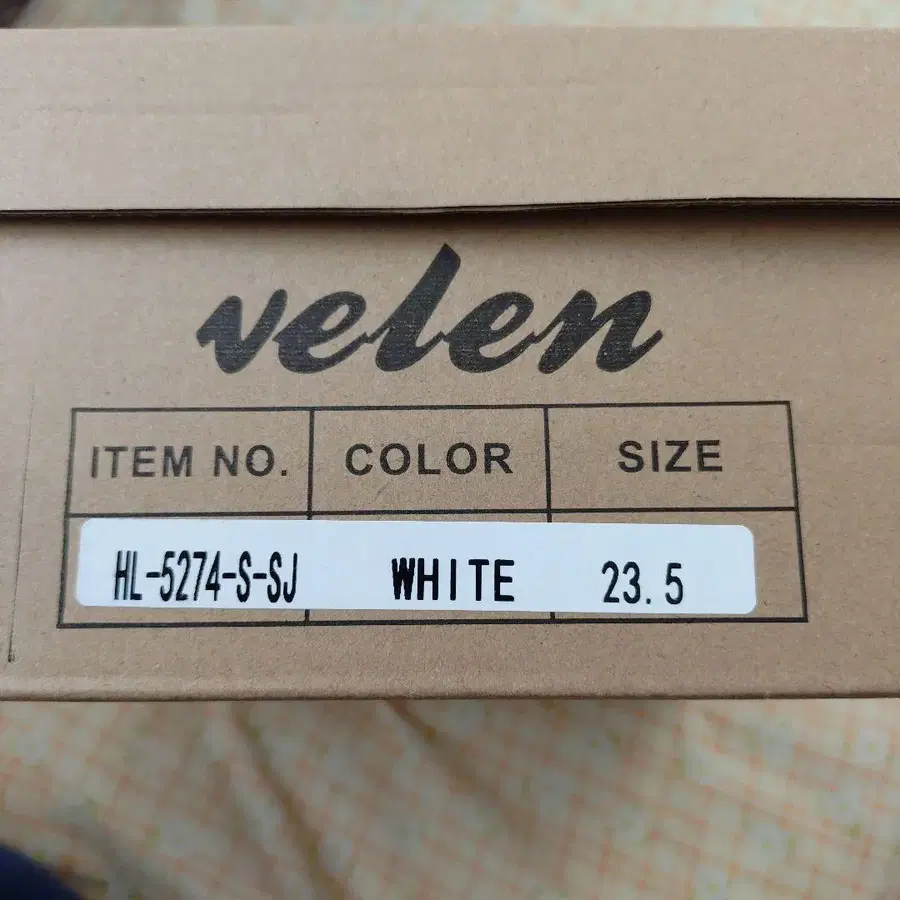 velen
ITEM NO. COLOR SIZE
HL-5274-S-SJ WHITE 23.5